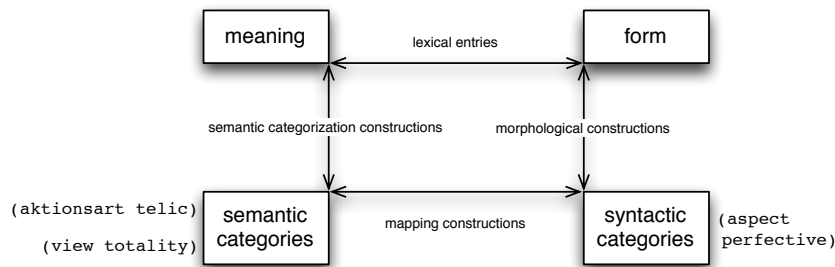 meaning
lexical entries
form
semantic categorization constructions
morphological constructions
(aktionsart telic)
(view totality)
semantic
categories
mapping constructions
syntactic
categories
(aspect
perfective)